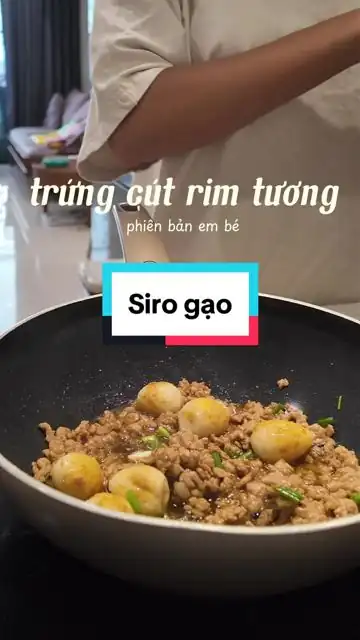 trứng cút rim tương
phiên bản em bé
Siro gạo